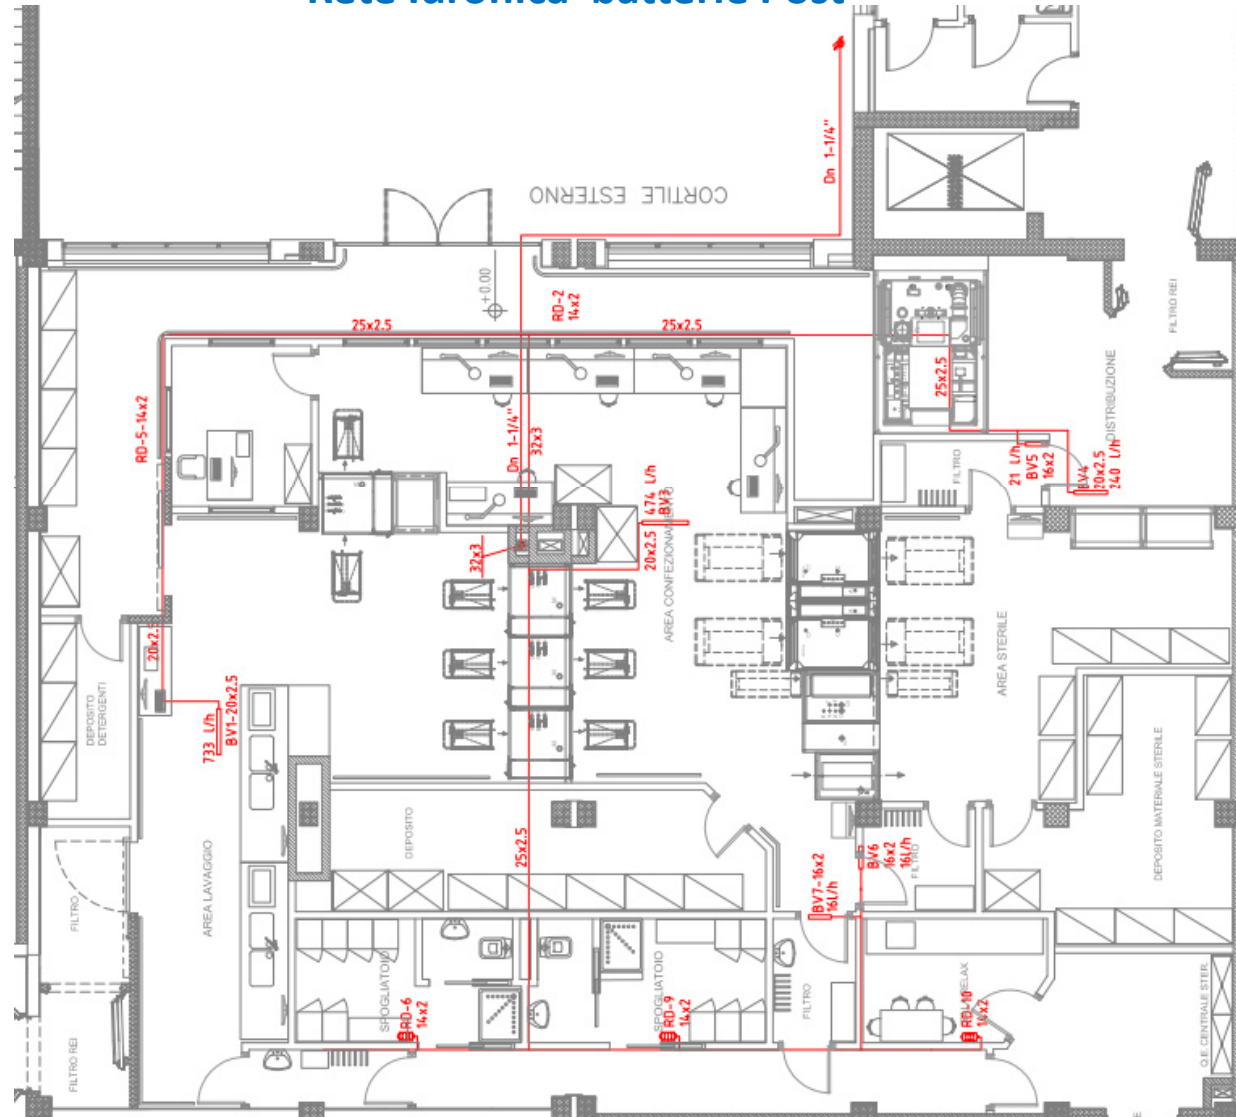 Rete idronica batterie Post
Dn 1-1/4"
CORTILE ESTERNO
+0.00
RD-2
14x2
25x2.5
25x2.5
FILTRO REI
DISTRIBUZIONE
25x2.5
RD-5-14x2
Dn 1-1/4"
32x3
FILTRO
21 L/h
BV5
16x2
BV4
20x2.5
240 L/h
474 L/h
BV3
20x2.5
32x3
AREA CONFEZIONAMENTO
AREA STERILE
20x2.5
DEPOSITO
DETERGENTI
733 L/h
BV1-20x2.5
DEPOSITO
25x2.5
BV6
16x2
16L/h
FILTRO
BV7-16x2
16L/h
DEPOSITO MATERIALE STERILE
AREA LAVAGGIO
FILTRO
SPOGLIATOIO
RD-6
14x2
SPOGLIATOIO
RD-9
14x2
FILTRO
RELAX
RD-10
14x2
Q.E. CENTRALE STER.
FILTRO REI